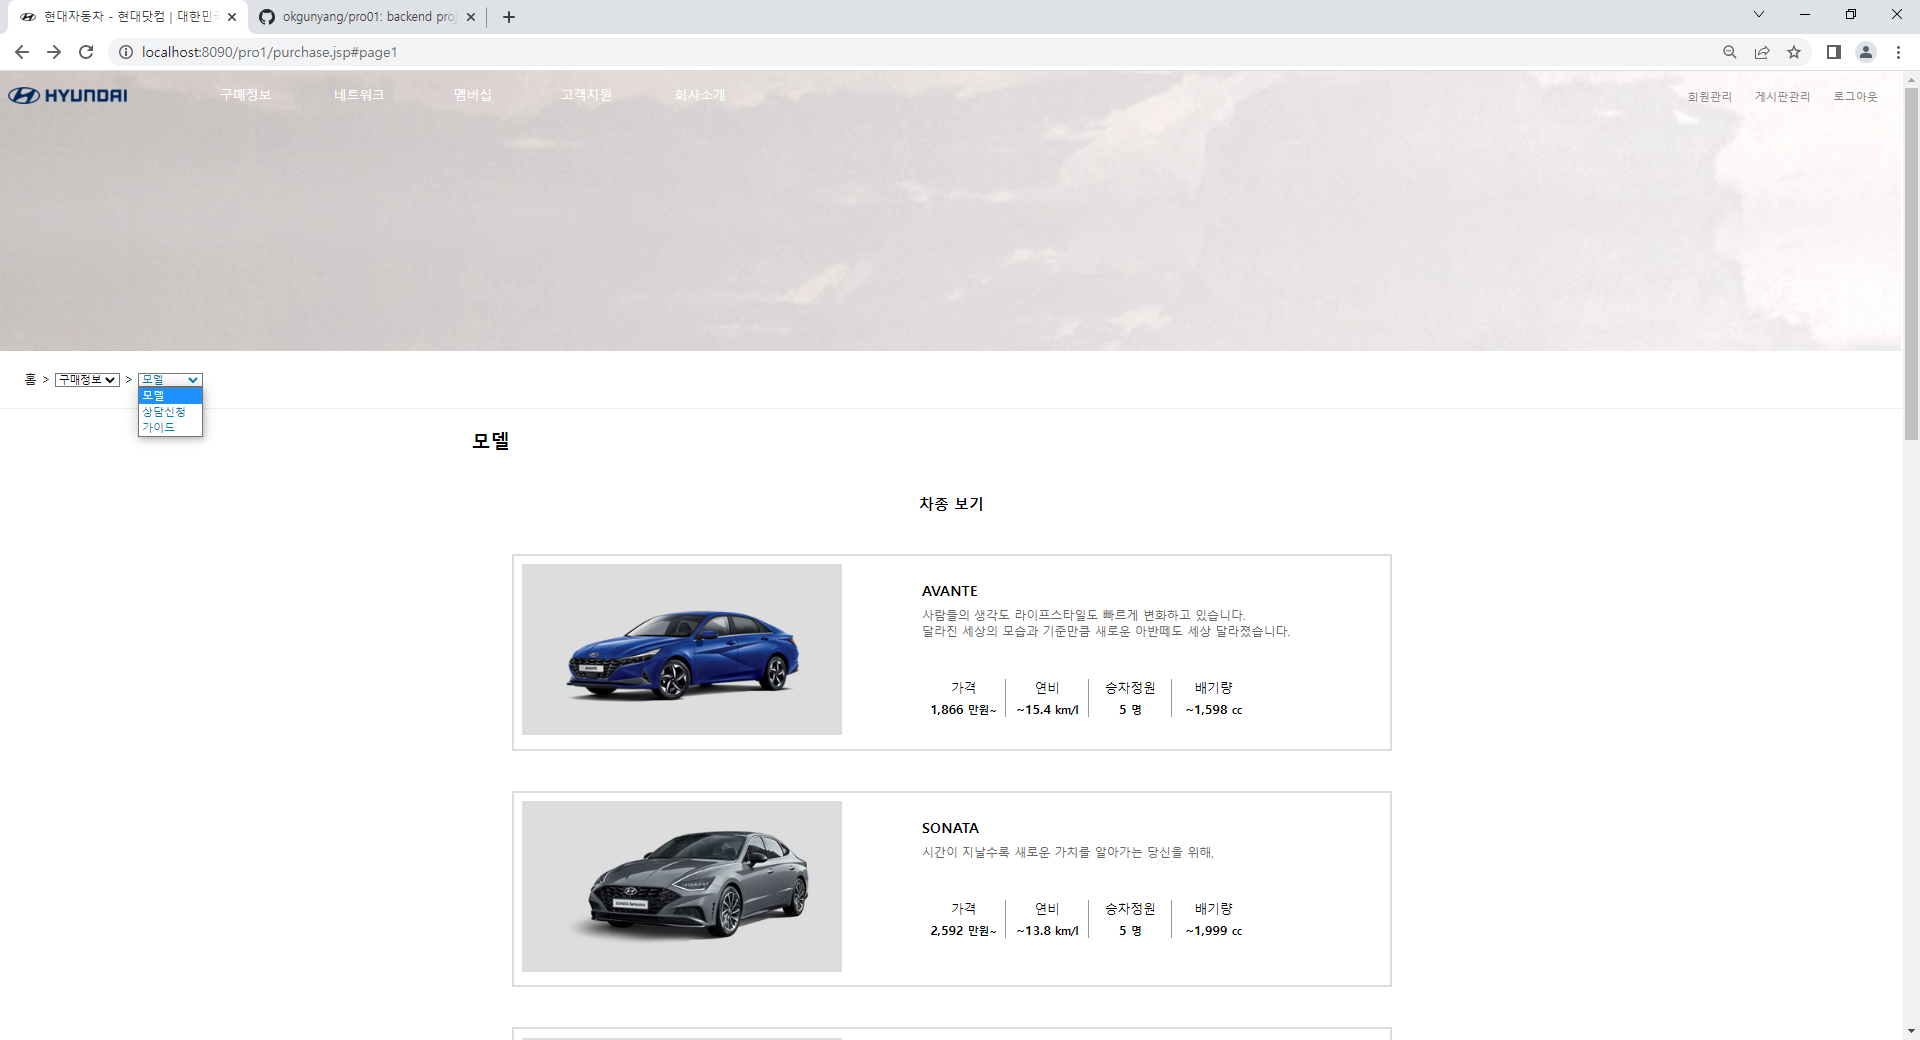 현대자동차 - 현대닷컴 | 대한민국
okgunyang/pro01: backend pro
localhost:8090/pro1/purchase.jsp#page1
HYUNDAI
구매정보 네트워크 멤버십 고객지원 회사소개
회원관리 게시판관리 로그아웃
홈 > 구매정보 > 모델
모델
상담신청
가이드
모델
차종 보기
AVANTE
사람들의 생각도 라이프스타일도 빠르게 변화하고 있습니다.
달라진 세상의 모습과 기준만큼 새로운 아반떼도 세상 달라졌습니다.
가격 연비 승차정원 배기량
1,866 만원~ ~15.4 km/l 5 명 ~1,598 cc
AVANTE
SONATA
시간이 지날수록 새로운 가치를 알아가는 당신을 위해,
가격 연비 승차정원 배기량
2,592 만원~ ~13.8 km/l 5 명 ~1,999 cc